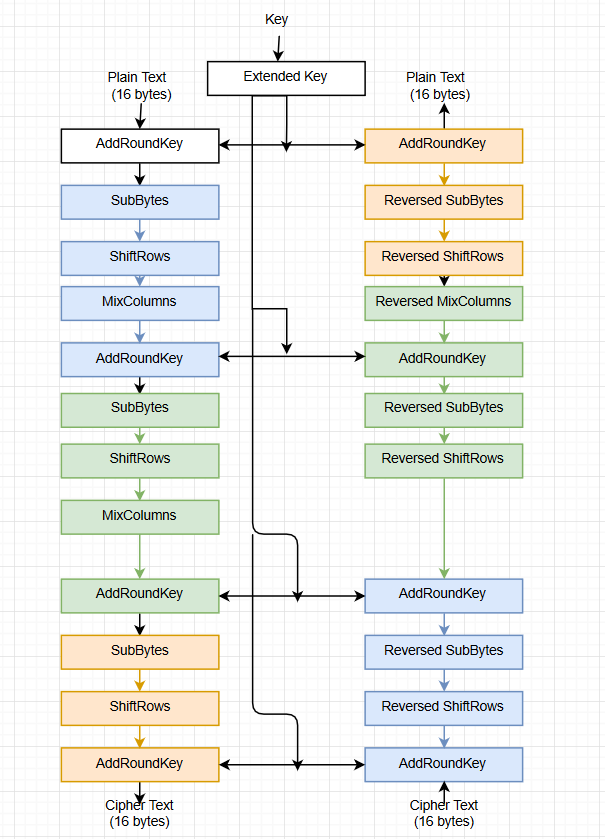 Key
Extended Key
Plain Text
(16 bytes)
AddRoundKey
SubBytes
ShiftRows
MixColumns
AddRoundKey
SubBytes
ShiftRows
MixColumns
AddRoundKey
SubBytes
ShiftRows
AddRoundKey
Cipher Text
(16 bytes)
Plain Text
(16 bytes)
AddRoundKey
Reversed SubBytes
Reversed ShiftRows
Reversed MixColumns
AddRoundKey
Reversed SubBytes
Reversed ShiftRows
AddRoundKey
Reversed SubBytes
Reversed ShiftRows
AddRoundKey
Cipher Text
(16 bytes)